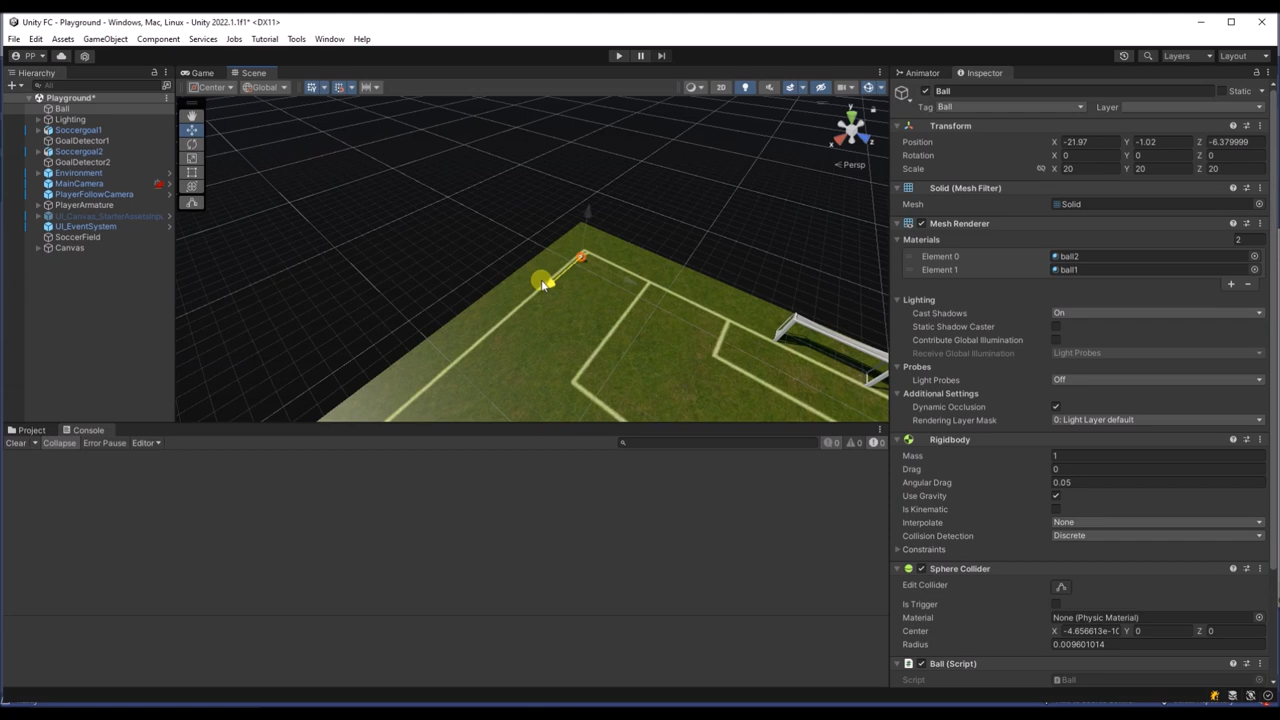 Unity FC - Playground - Windows, Mac, Linux - Unity 2022.1.1f1* <DX11>
File Edit Assets GameObject Component Services Jobs Tutorial Tools Window Help
PP Layers Layout
Hierarchy Game Scene Animator Inspector
All Center Global 2D Ball Static
Playground* Tag Ball Layer
Ball
Lighting Transform
Soccergoal1 Position X -21.97 Y -1.02 Z -6.379999
GoalDetector1 Rotation X 0 Y 0 Z 0
Soccergoal2 Persp Scale X 20 Y 20 Z 20
GoalDetector2
Environment Solid (Mesh Filter)
MainCamera Mesh Solid
PlayerFollowCamera
PlayerArmature Mesh Renderer
UI_Canvas_StarterAssetsInpu Materials 2
UI_EventSystem Element 0 ball2
SoccerField Element 1 ball1
Canvas
Lighting
Cast Shadows On
Static Shadow Caster
Contribute Global Illumination
Receive Global Illumination Light Probes
Probes
Light Probes Off
Additional Settings
Dynamic Occlusion
Rendering Layer Mask 0: Light Layer default
Project Console
Clear Collapse Error Pause Editor 0 0 0
Rigidbody
Mass 1
Drag 0
Angular Drag 0.05
Use Gravity
Is Kinematic
Interpolate None
Collision Detection Discrete
Constraints
Sphere Collider
Edit Collider
Is Trigger
Material None (Physic Material)
Center X -4.656613e-10 Y 0 Z 0
Radius 0.009601014
Ball (Script)
Script Ball